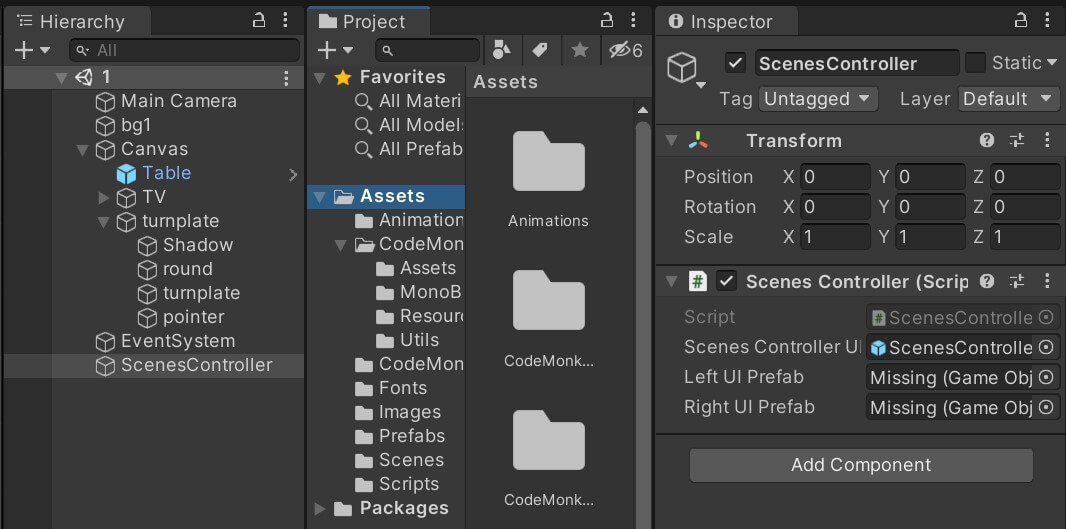 Hierarchy
All
1
Main Camera
bg1
Canvas
Table
TV
turnplate
Shadow
round
turnplate
pointer
EventSystem
ScenesController
Project
6
Favorites
All Materi
All Model
All Prefab
Assets
Animation
CodeMon
Assets
MonoB
Resour
Utils
CodeMon
Fonts
Images
Prefabs
Scenes
Scripts
Packages
Assets
Animations
CodeMonk...
CodeMonk...
Inspector
ScenesController Static
Tag Untagged Layer Default
Transform
Position X 0 Y 0 Z 0
Rotation X 0 Y 0 Z 0
Scale X 1 Y 1 Z 1
# Scenes Controller (Scrip
Script # ScenesControlle
Scenes Controller UI ScenesControlle
Left UI Prefab Missing (Game Obj
Right UI Prefab Missing (Game Obj
Add Component